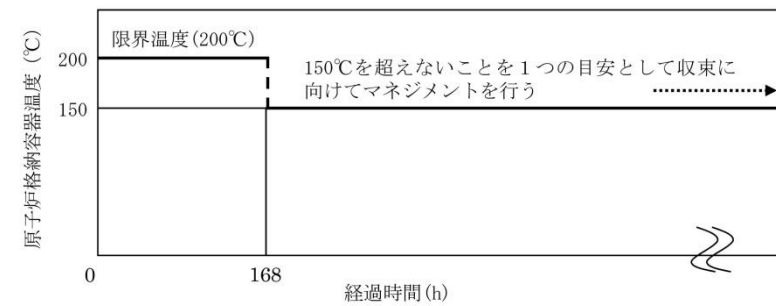 限界温度(200℃)
200
150℃を超えないことを1つの目安として収束に
向けてマネジメントを行う
150
原子炉格納容器温度 (℃)
0
168
経過時間(h)